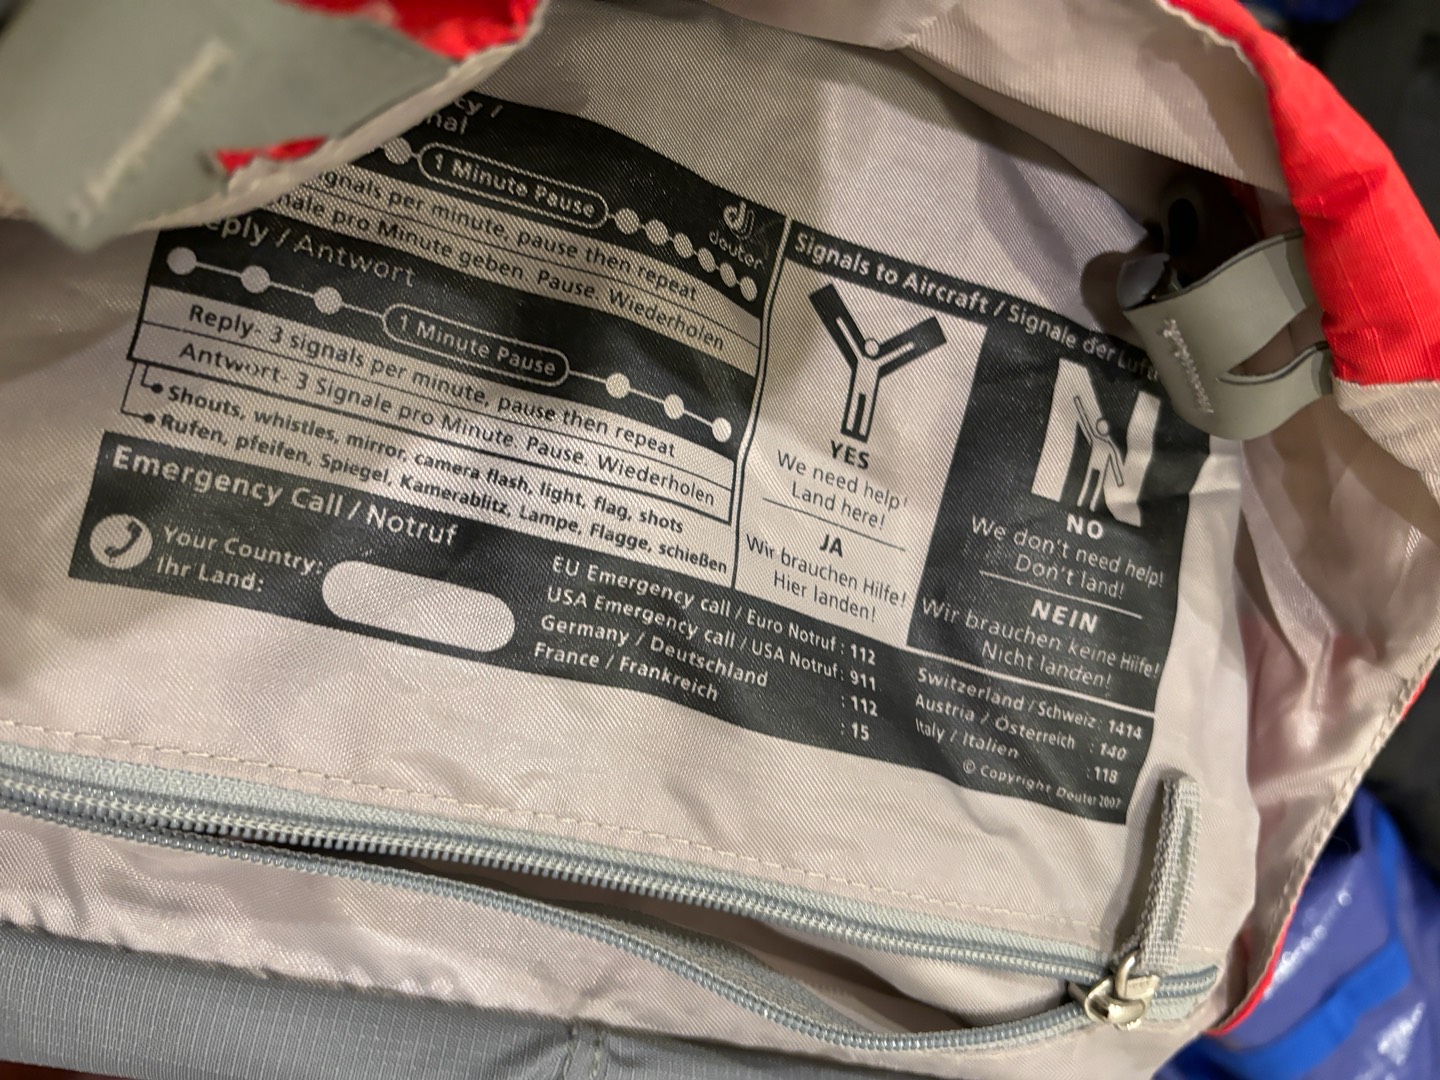 1 Minute Pause
deuter
signals per minute, pause then repeat
Signale pro Minute geben. Pause. Wiederholen
Reply / Antwort
1 Minute Pause
Reply- 3 signals per minute, pause then repeat
Antwort- 3 Signale pro Minute. Pause. Wiederholen
Shouts, whistles, mirror, camera flash, light, flag, shots
Rufen, pfeifen, Spiegel, Kamerablitz, Lampe, Flagge, schießen
Signals to Aircraft / Signale der
YES
We need help!
Land here!
JA
Wir brauchen Hilfe!
Hier landen!
NO
We don't need help!
Don't land!
NEIN
Wir brauchen keine Hilfe!
Nicht landen!
Emergency Call / Notruf
Your Country:
Ihr Land:
EU Emergency call / Euro Notruf : 112
USA Emergency call / USA Notruf : 911
Germany / Deutschland : 112
France / Frankreich : 15
Switzerland / Schweiz : 1414
Austria / Österreich : 140
Italy / Italien : 118
© Copyright Deuter 2007